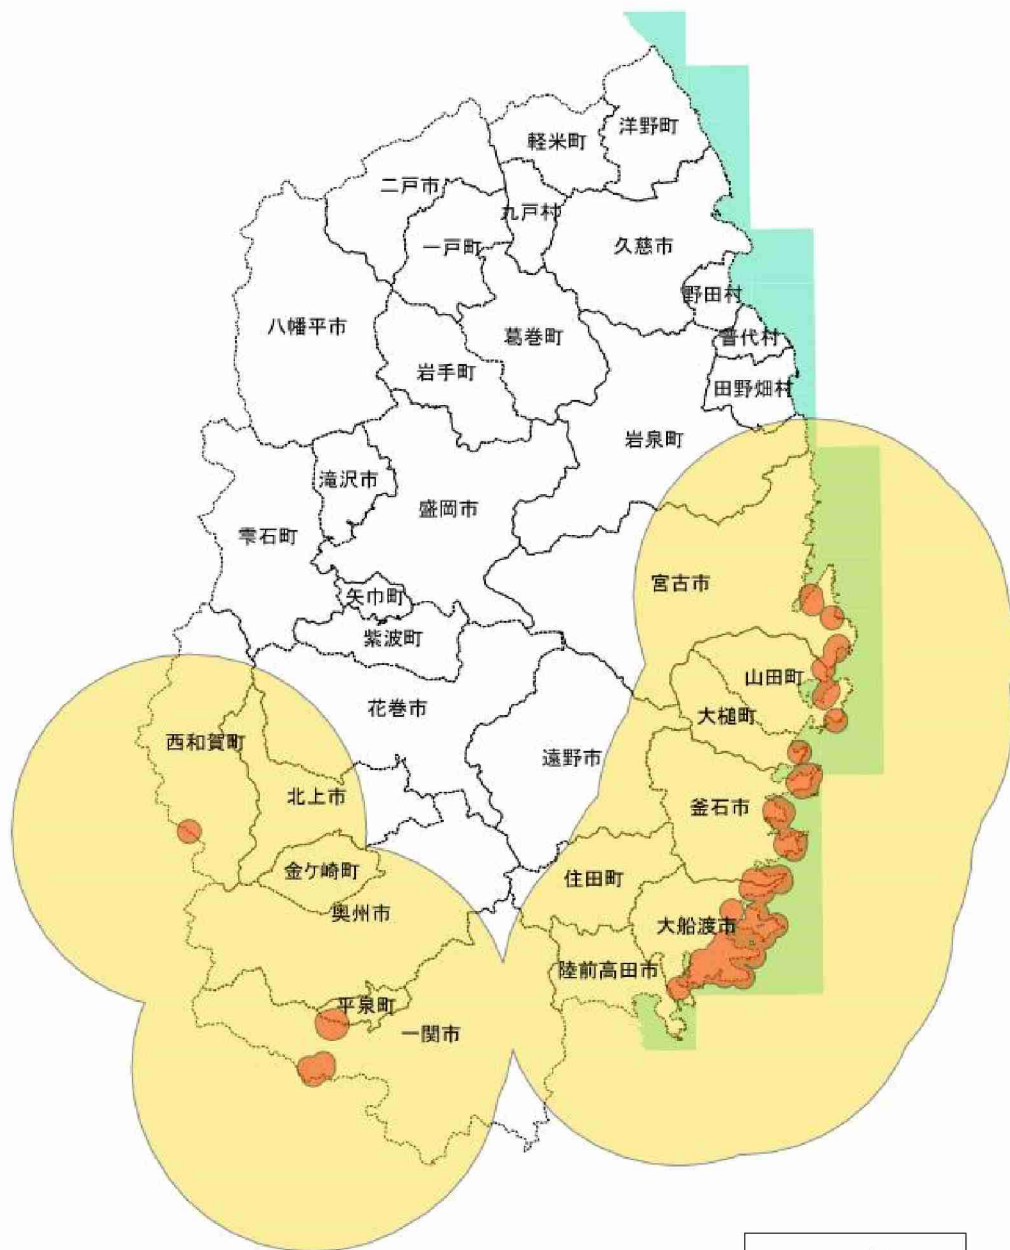 洋野町
軽米町
二戸市
九戸村
一戸町
久慈市
野田村
八幡平市
葛巻町
普代村
岩手町
田野畑村
岩泉町
滝沢市
盛岡市
雫石町
宮古市
矢巾町
紫波町
山田町
花巻市
大槌町
西和賀町
遠野市
北上市
釜石市
金ケ崎町
住田町
奥州市
大船渡市
陸前高田市
平泉町
一関市